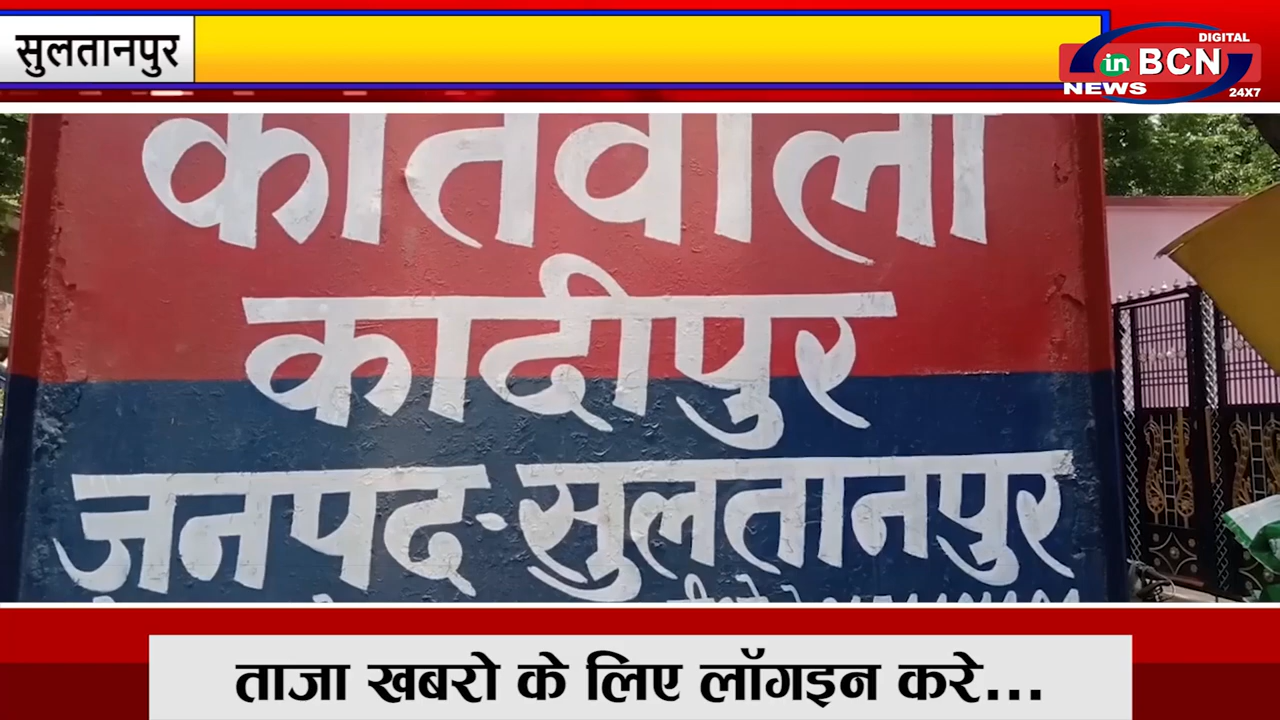 सुलतानपुर
DIGITAL
in BCN
NEWS
24X7
कोतवाली
कादीपुर
जनपद-सुलतानपुर
ताजा खबरो के लिए लॉगइन करे...